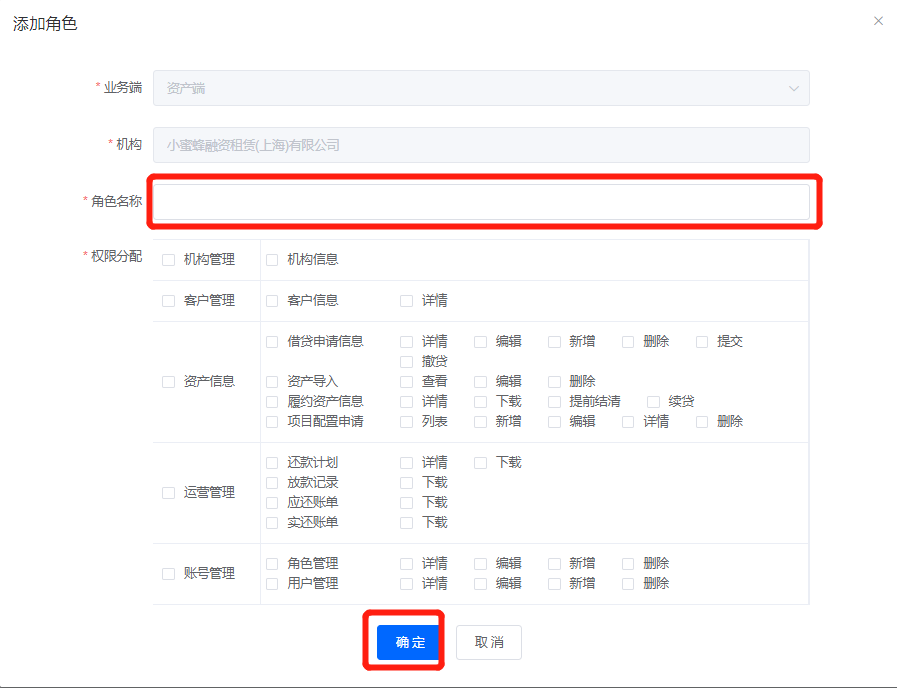 添加角色
* 业务端 资产端
* 机构 小蜜蜂融资租赁(上海)有限公司
* 角色名称
* 权限分配 机构管理 机构信息
客户管理 客户信息 详情
借贷申请信息 详情 编辑 新增 删除 提交
撤贷
资产信息 资产导入 查看 编辑 删除
履约资产信息 详情 下载 提前结清 续贷
项目配置申请 列表 新增 编辑 详情 删除
还款计划 详情 下载
放款记录 下载
运营管理 应还账单 下载
实还账单 下载
账号管理 角色管理 详情 编辑 新增 删除
用户管理 详情 编辑 新增 删除
确定 取消